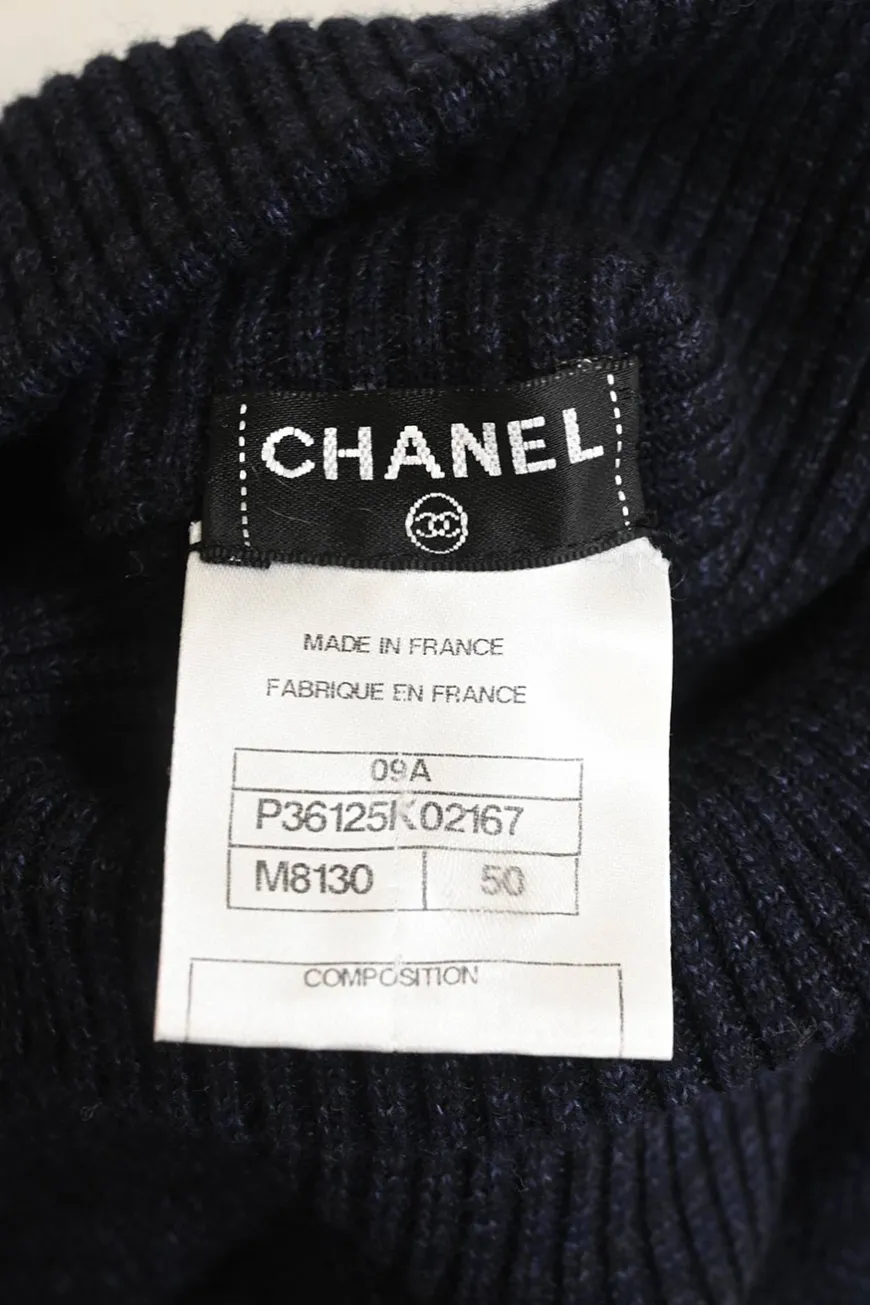 CHANEL
MADE IN FRANCE
FABRIQUE EN FRANCE
09A
P36125K02167
M8130 50
COMPOSITION